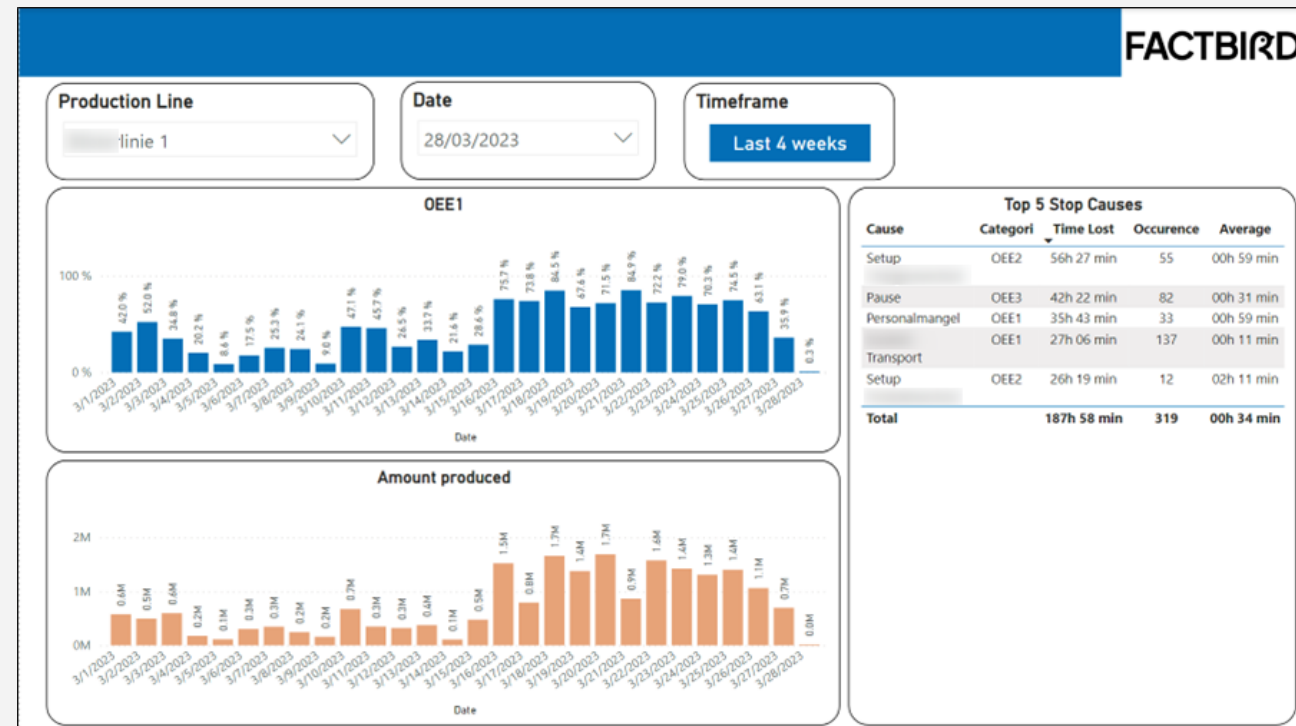 FACTBIRD
Production Line
Date
Timeframe
linie 1
28/03/2023
Last 4 weeks
OEE1
100 %
0 %
42.0 %
52.0 %
34.8 %
20.2 %
8.6 %
17.5 %
25.3 %
24.1 %
9.0 %
47.1 %
45.7 %
26.5 %
33.7 %
21.6 %
28.6 %
75.7 %
73.8 %
84.5 %
67.6 %
71.5 %
84.9 %
72.2 %
79.0 %
70.3 %
74.5 %
63.1 %
35.9 %
0.3 %
3/1/2023
3/2/2023
3/3/2023
3/4/2023
3/5/2023
3/6/2023
3/7/2023
3/8/2023
3/9/2023
3/10/2023
3/11/2023
3/12/2023
3/13/2023
3/14/2023
3/15/2023
3/16/2023
3/17/2023
3/18/2023
3/19/2023
3/20/2023
3/21/2023
3/22/2023
3/23/2023
3/24/2023
3/25/2023
3/26/2023
3/27/2023
3/28/2023
Date
Top 5 Stop Causes
Cause Categori Time Lost Occurence Average
Setup OEE2 56h 27 min 55 00h 59 min
Pause OEE3 42h 22 min 82 00h 31 min
Personalmangel OEE1 35h 43 min 33 00h 59 min
OEE1 27h 06 min 137 00h 11 min
Transport
Setup OEE2 26h 19 min 12 02h 11 min
Total 187h 58 min 319 00h 34 min
Amount produced
2M
1M
0M
0.6M
0.5M
0.6M
0.2M
0.1M
0.3M
0.3M
0.2M
0.2M
0.7M
0.3M
0.3M
0.4M
0.1M
0.5M
1.5M
0.8M
1.7M
1.4M
1.7M
0.9M
1.6M
1.4M
1.3M
1.4M
1.1M
0.7M
0.0M
3/1/2023
3/2/2023
3/3/2023
3/4/2023
3/5/2023
3/6/2023
3/7/2023
3/8/2023
3/9/2023
3/10/2023
3/11/2023
3/12/2023
3/13/2023
3/14/2023
3/15/2023
3/16/2023
3/17/2023
3/18/2023
3/19/2023
3/20/2023
3/21/2023
3/22/2023
3/23/2023
3/24/2023
3/25/2023
3/26/2023
3/27/2023
3/28/2023
Date